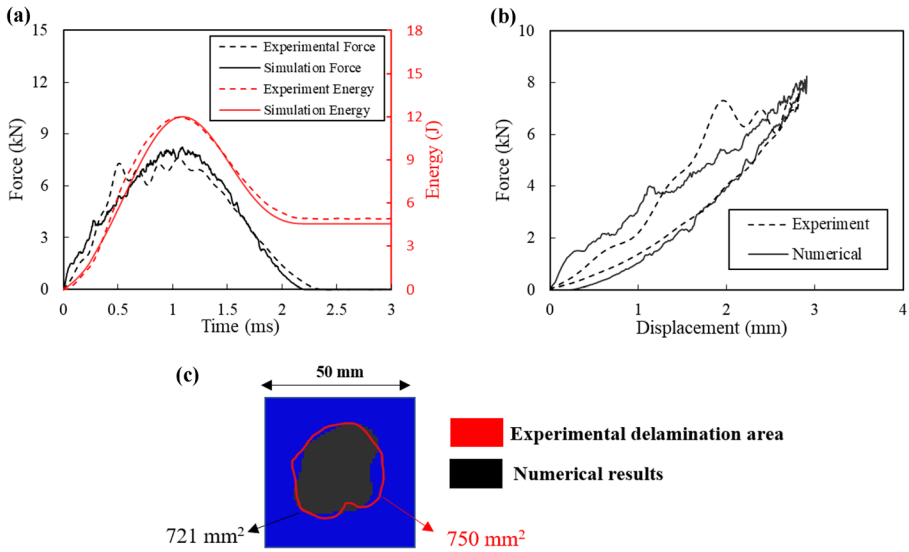 (a)
15
12
9
6
3
0
Force (kN)
0
0.5
1
1.5
2
2.5
3
Time (ms)
18
15
12
9
6
3
0
Energy (J)
Experimental Force
Simulation Force
Experiment Energy
Simulation Energy
(b)
10
8
6
4
2
0
Force (kN)
0
1
2
3
4
Displacement (mm)
Experiment
Numerical
(c)
50 mm
721 mm²
750 mm²
Experimental delamination area
Numerical results